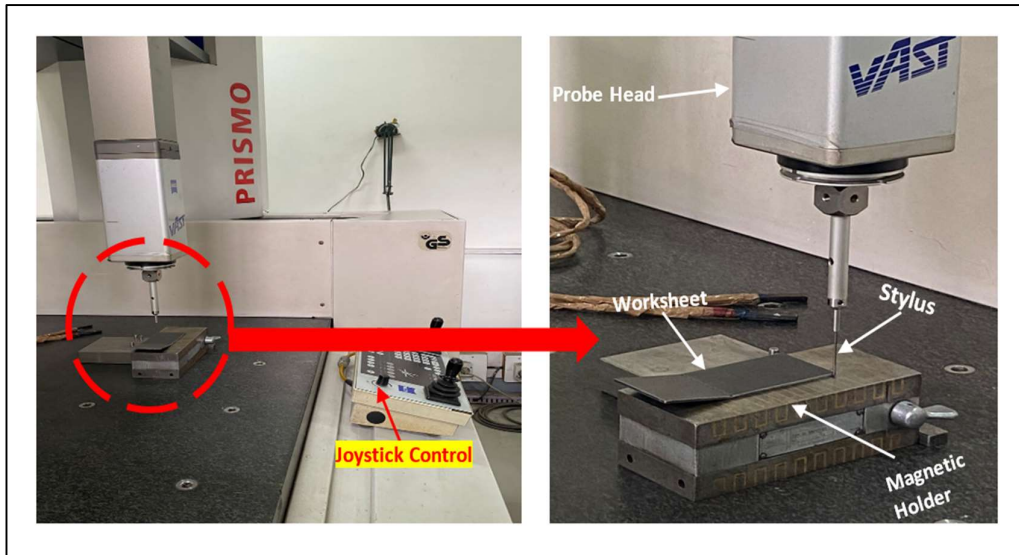 PRISMO
VAST
GS
Joystick Control
VAST
Probe Head
Worksheet
Stylus
Magnetic
Holder